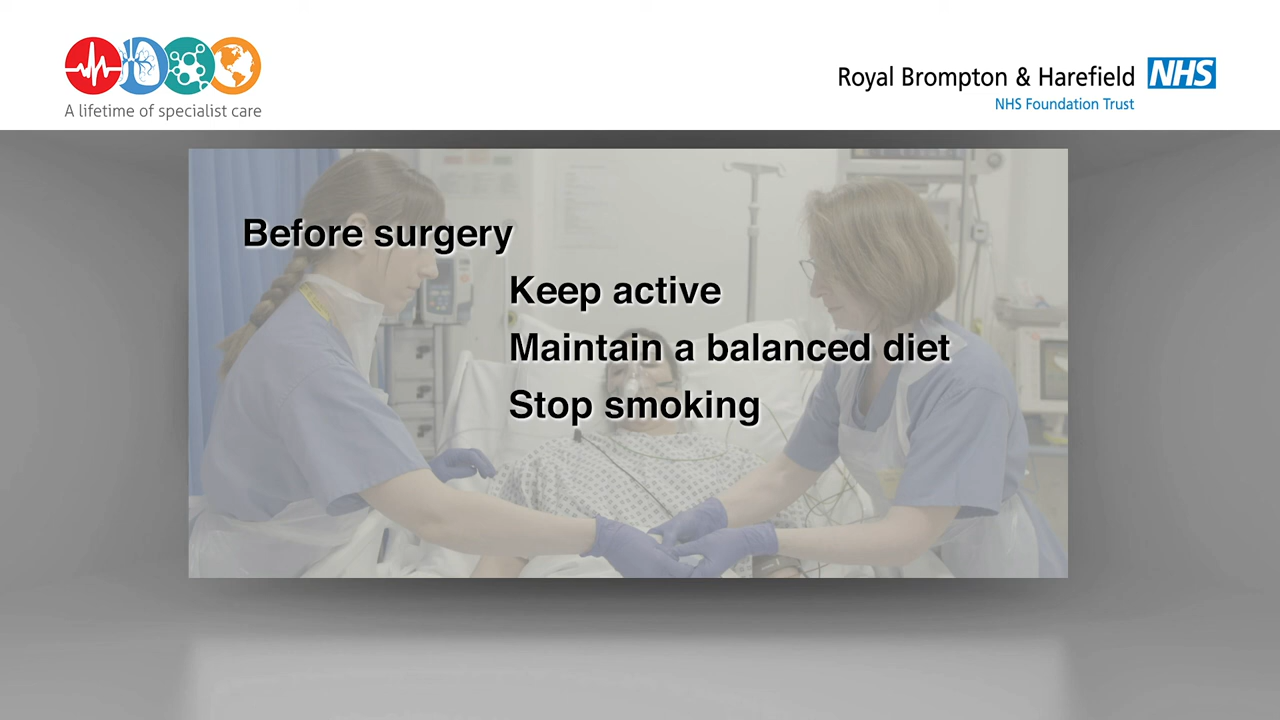 A lifetime of specialist care
Royal Brompton & Harefield NHS
NHS Foundation Trust
Before surgery
Keep active
Maintain a balanced diet
Stop smoking